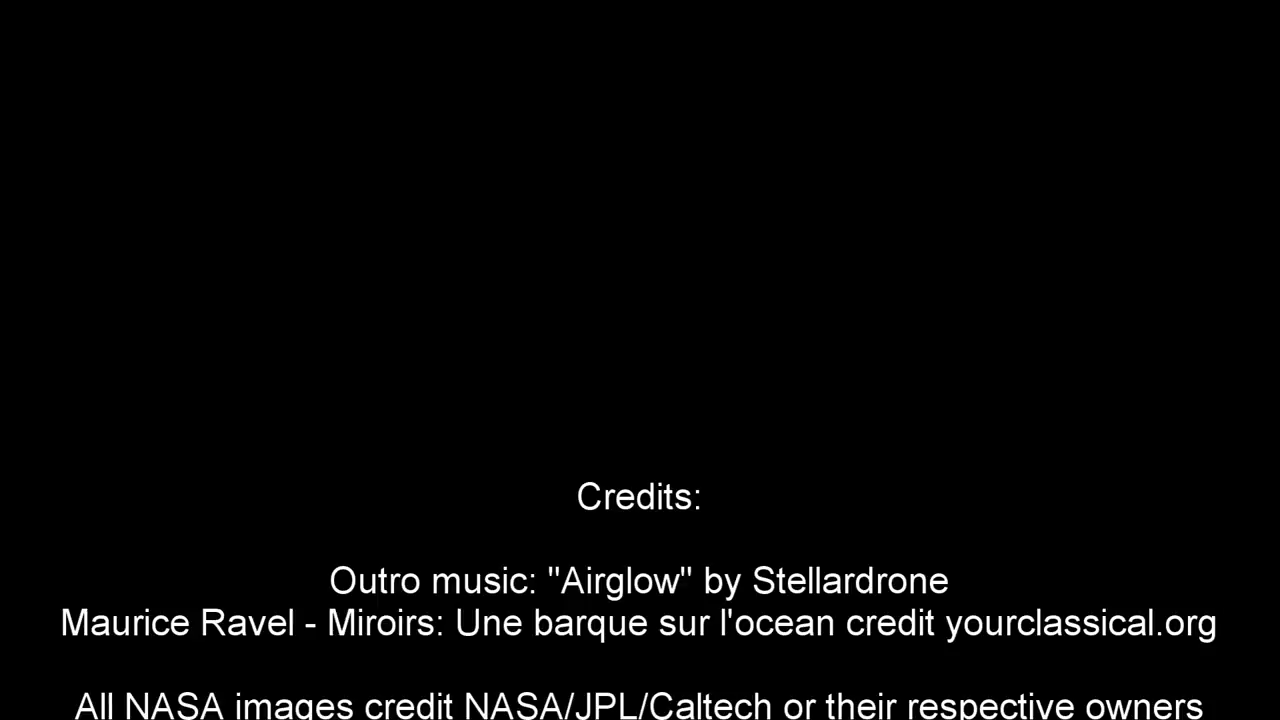 Credits:
Outro music: "Airglow" by Stellardrone
Maurice Ravel - Miroirs: Une barque sur l'ocean credit yourclassical.org
All NASA images credit NASA/JPL/Caltech or their respective owners